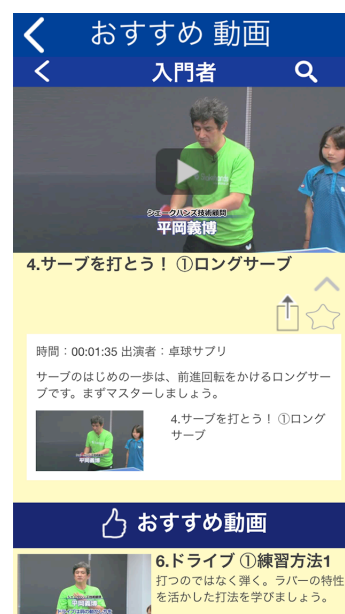 おすすめ 動画
入門者
シェークハンズ技術顧問
平岡義博
4.サーブを打とう！ ①ロングサーブ
時間：00:01:35 出演者：卓球サプリ
サーブのはじめの一歩は、前進回転をかけるロングサー
ブです。まずマスターしましょう。
平岡義博
4.サーブを打とう！ ①ロング
サーブ
おすすめ動画
6.ドライブ ①練習方法1
打つのではなく弾く。ラバーの特性
を活かした打法を学びましょう。